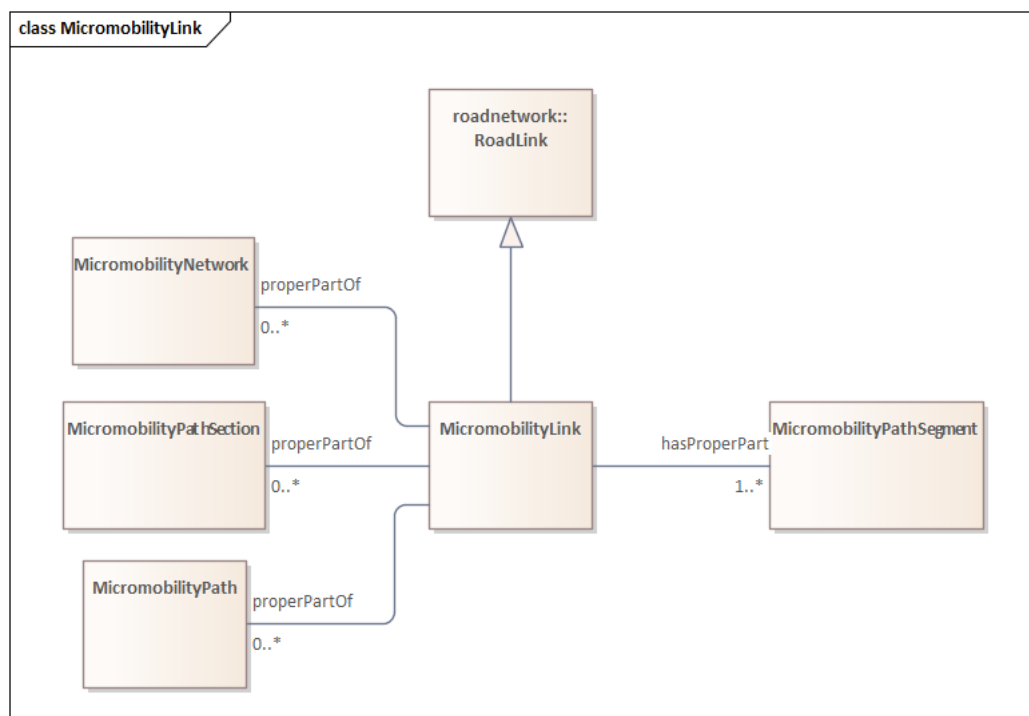 class MicromobilityLink
roadnetwork::
RoadLink
MicromobilityNetwork
properPartOf
0..*
MicromobilityPathSection
properPartOf
0..*
MicromobilityLink
hasProperPart
1..*
MicromobilityPathSegment
MicromobilityPath
properPartOf
0..*